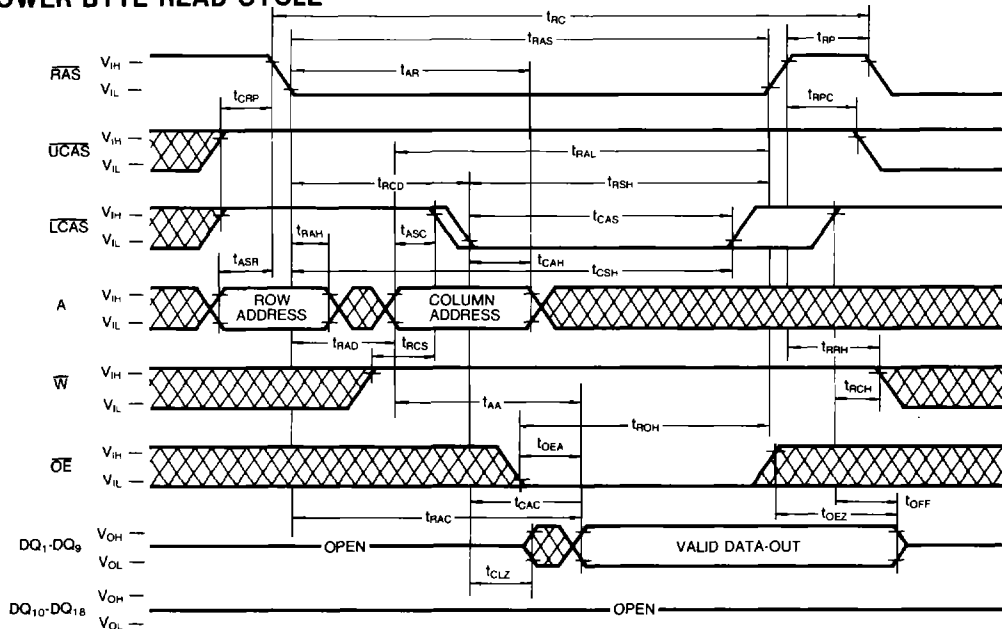 OWER BYTE READ CYCLE
tRC
tRAS
tRP
tAR
RAS
VIH
VIL
tCRP
tRPC
UCAS
VIH
VIL
tRAL
tRCD
tRSH
LCAS
VIH
VIL
tRAH
tASC
tCAS
tCAH
tASR
tCSH
A
VIH
VIL
ROW
ADDRESS
COLUMN
ADDRESS
tRAD
tRCS
tRRH
W
VIH
VIL
tAA
tRCH
tROH
OE
VIH
VIL
tOEA
tCAC
tRAC
tOFF
tOEZ
DQ1-DQ9
VOH
VOL
OPEN
VALID DATA-OUT
tCLZ
DQ10-DQ18
VOH
VOL
OPEN